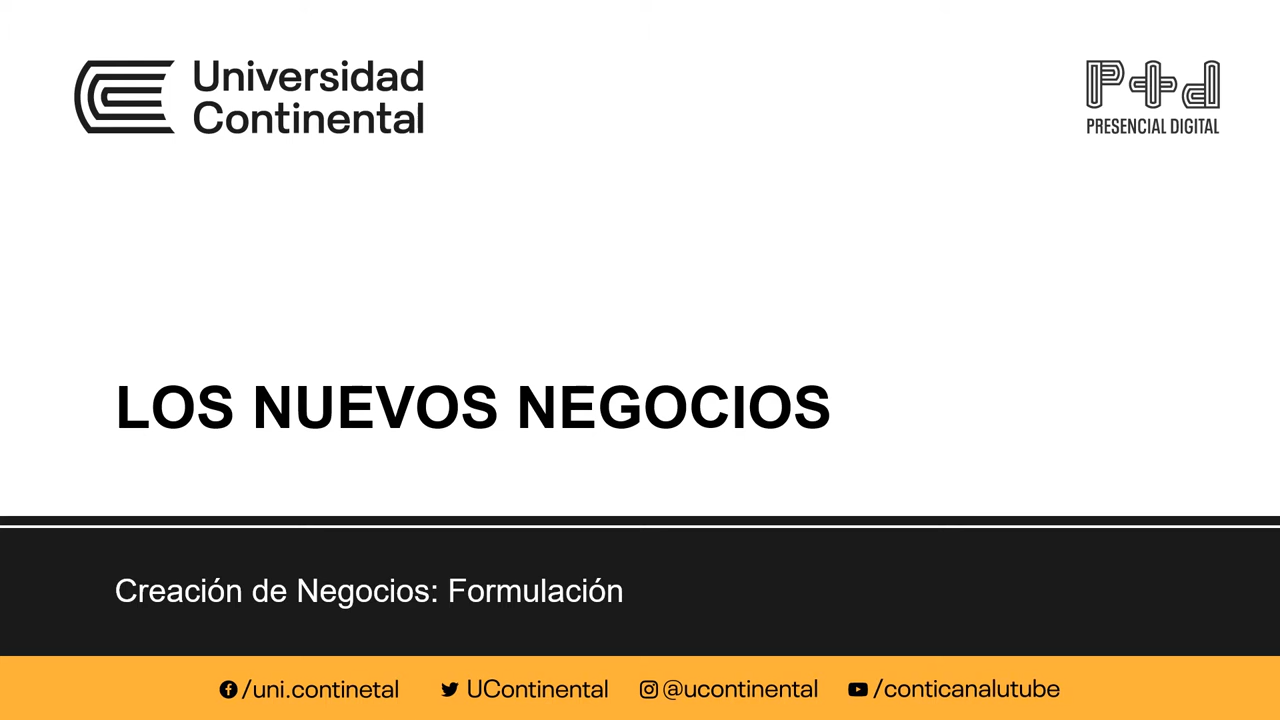 Universidad
Continental
P+d
PRESENCIAL DIGITAL
LOS NUEVOS NEGOCIOS
Creación de Negocios: Formulación
/uni.continetal UContinental @ucontinental /conticanalutube